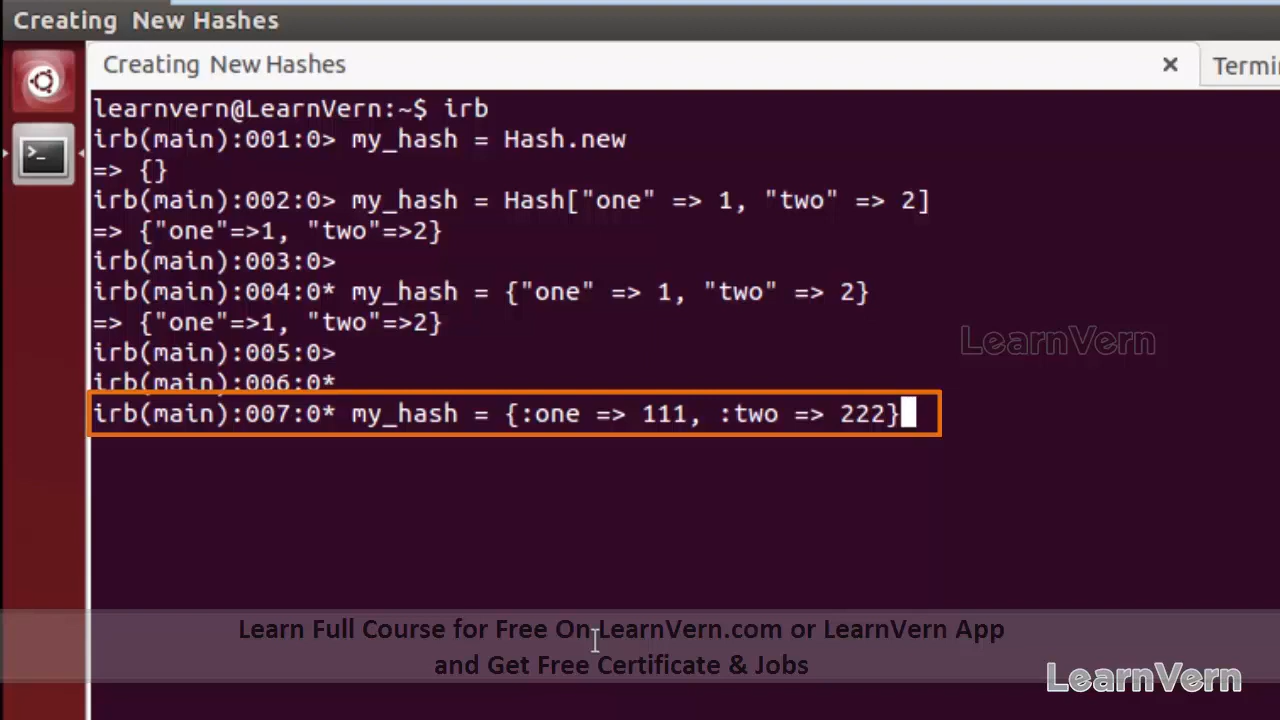 Creating New Hashes
Creating New Hashes
Termi
learnvern@LearnVern:~$ irb
irb(main):001:0> my_hash = Hash.new
=> {}
irb(main):002:0> my_hash = Hash["one" => 1, "two" => 2]
=> {"one"=>1, "two"=>2}
irb(main):003:0>
irb(main):004:0* my_hash = {"one" => 1, "two" => 2}
=> {"one"=>1, "two"=>2}
irb(main):005:0>
irb(main):006:0*
irb(main):007:0* my_hash = {:one => 111, :two => 222}
LearnVern
Learn Full Course for Free On LearnVern.com or LearnVern App
and Get Free Certificate & Jobs
LearnVern